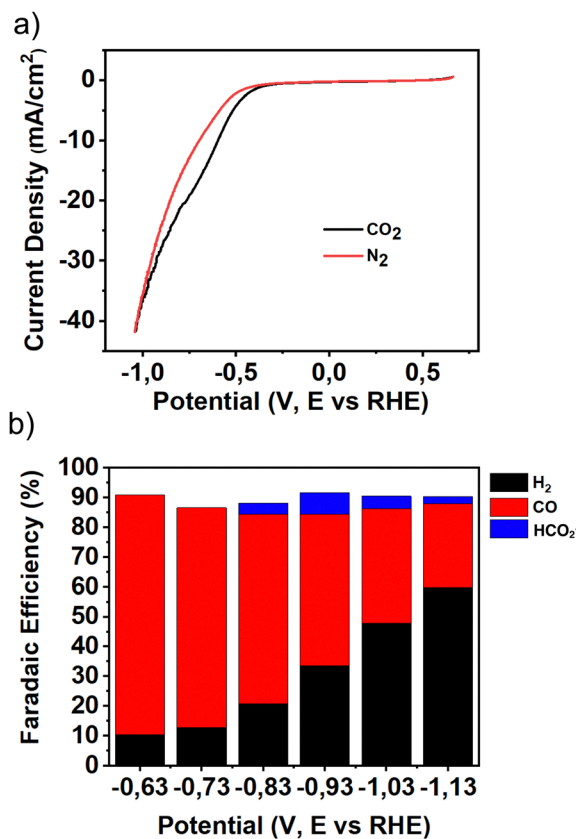 a)
Current Density (mA/cm²)
0
-10
-20
-30
-40
CO₂
N₂
-1,0 -0,5 0,0 0,5
Potential (V, E vs RHE)
b)
Faradaic Efficiency (%)
100
90
80
70
60
50
40
30
20
10
0
H₂
CO
HCO₂⁻
-0,63 -0,73 -0,83 -0,93 -1,03 -1,13
Potential (V, E vs RHE)